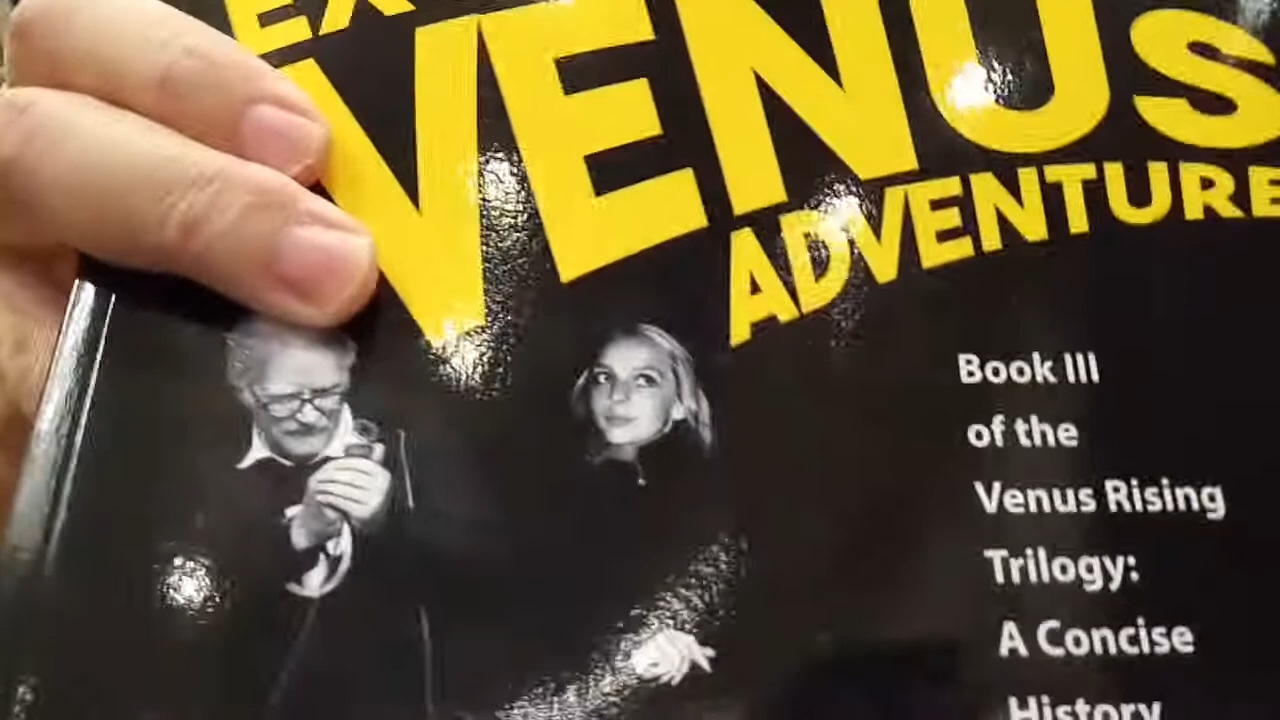 VENUS
ADVENTURE
Book III
of the
Venus Rising
Trilogy:
A Concise
History